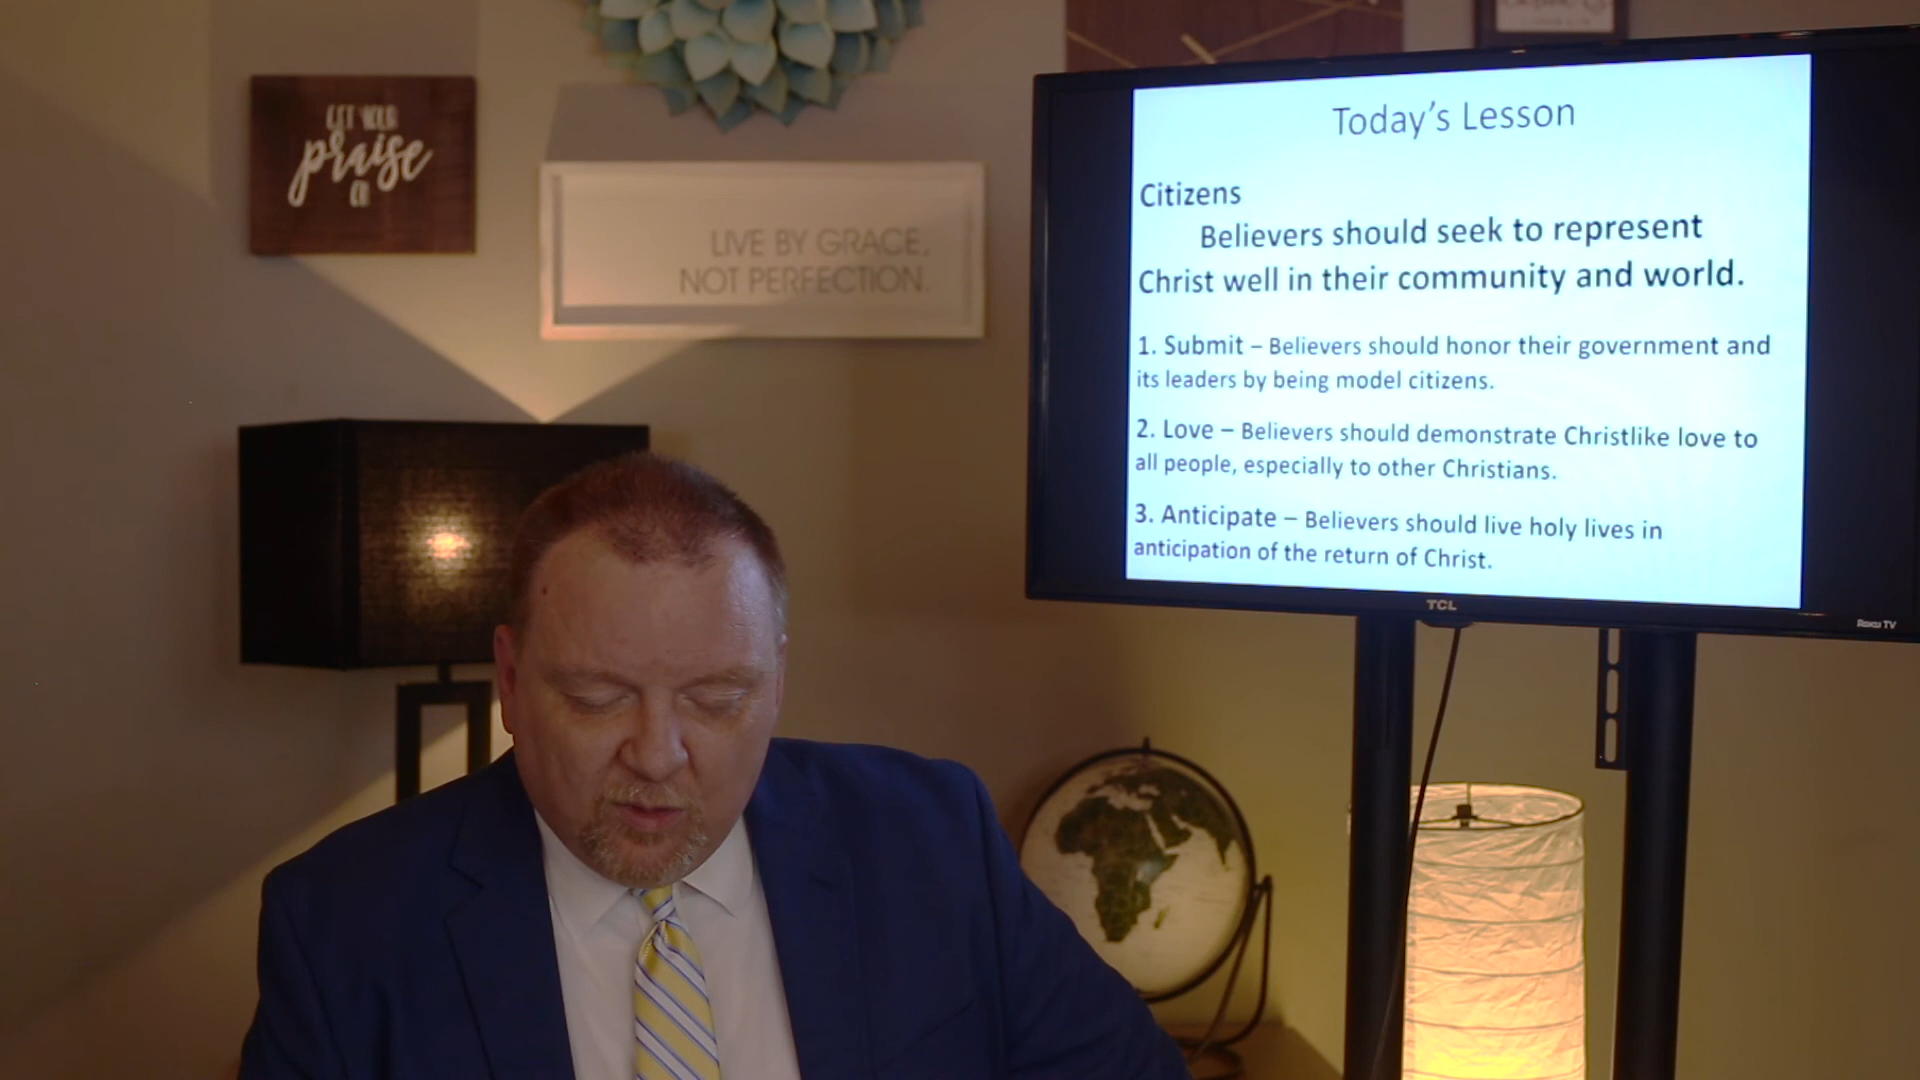 praise
LIVE BY GRACE,
NOT PERFECTION.
Today's Lesson
Citizens
Believers should seek to represent
Christ well in their community and world.
1. Submit – Believers should honor their government and
its leaders by being model citizens.
2. Love – Believers should demonstrate Christlike love to
all people, especially to other Christians.
3. Anticipate – Believers should live holy lives in
anticipation of the return of Christ.
TCL
Roku TV